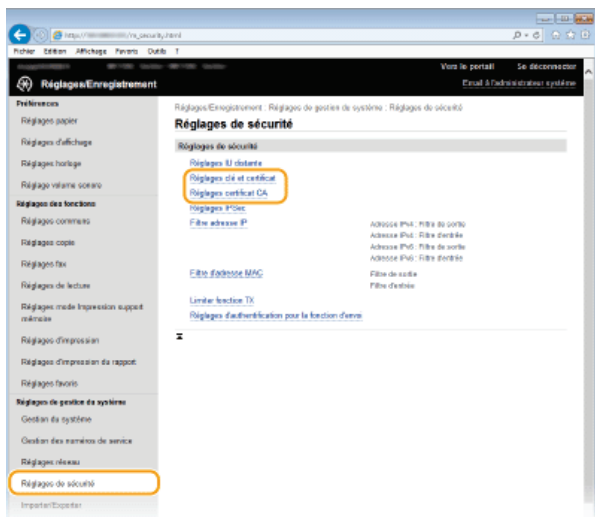 http://
/rs_security.html
Fichier Edition Affichage Favoris Outils ?
Vers le portail Se déconnecter
Réglages/Enregistrement
Email à l'administrateur système
Préférences
Réglages papier
Réglages d'affichage
Réglages horloge
Réglage volume sonore
Réglages des fonctions
Réglages communs
Réglages copie
Réglages fax
Réglages de lecture
Réglages mode Impression support
mémoire
Réglages d'impression
Réglages d'impression du rapport
Réglages favoris
Réglages de gestion du système
Gestion du système
Gestion des numéros de service
Réglages réseau
Réglages de sécurité
Importer/Exporter
Réglages/Enregistrement : Réglages de gestion du système : Réglages de sécurité
Réglages de sécurité
Réglages de sécurité
Réglages IU distante
Réglages clé et certificat
Réglages certificat CA
Réglages IPSec
Filtre adresse IP
Adresse IPv4 : Filtre de sortie
Adresse IPv4 : Filtre d'entrée
Adresse IPv6 : Filtre de sortie
Adresse IPv6 : Filtre d'entrée
Filtre d'adresse MAC
Filtre de sortie
Filtre d'entrée
Limiter fonction TX
Réglages d'authentification pour la fonction d'envoi